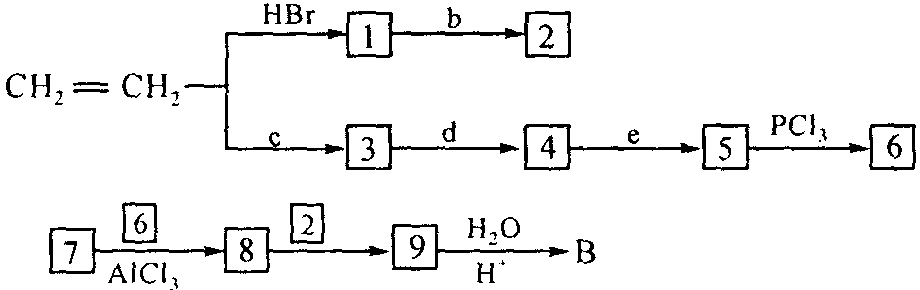 HBr b
1 2
CH₂=CH₂
c d e PCl₃
3 4 5 6
6 2 H₂O
7 8 9 B
AlCl₃ H⁺